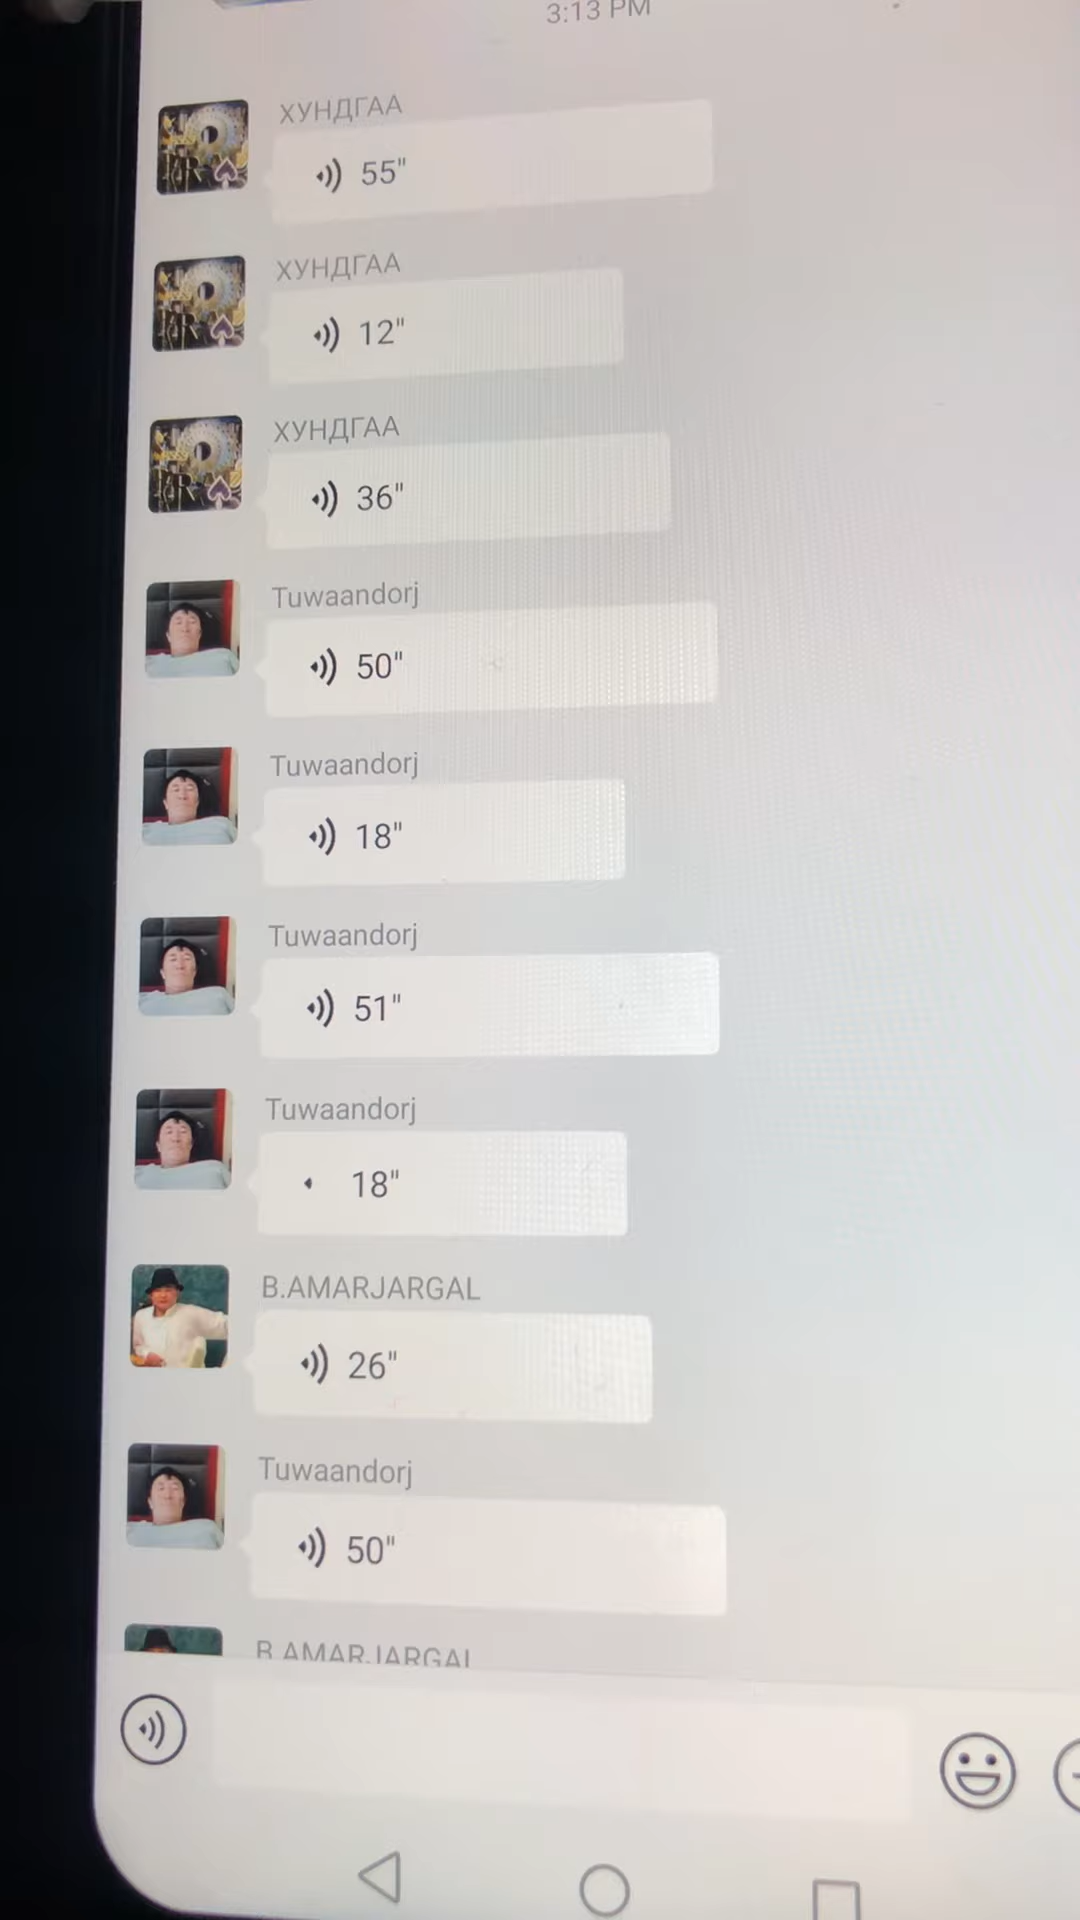 3:13 PM
ХУНДГАА
55"
ХУНДГАА
12"
ХУНДГАА
36"
Tuwaandorj
50"
Tuwaandorj
18"
Tuwaandorj
51"
Tuwaandorj
18"
B.AMARJARGAL
26"
Tuwaandorj
50"
B.AMARJARGAL